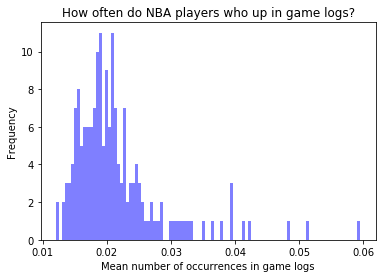 How often do NBA players who up in game logs?
Frequency
10
8
6
4
2
0
0.01 0.02 0.03 0.04 0.05 0.06
Mean number of occurrences in game logs